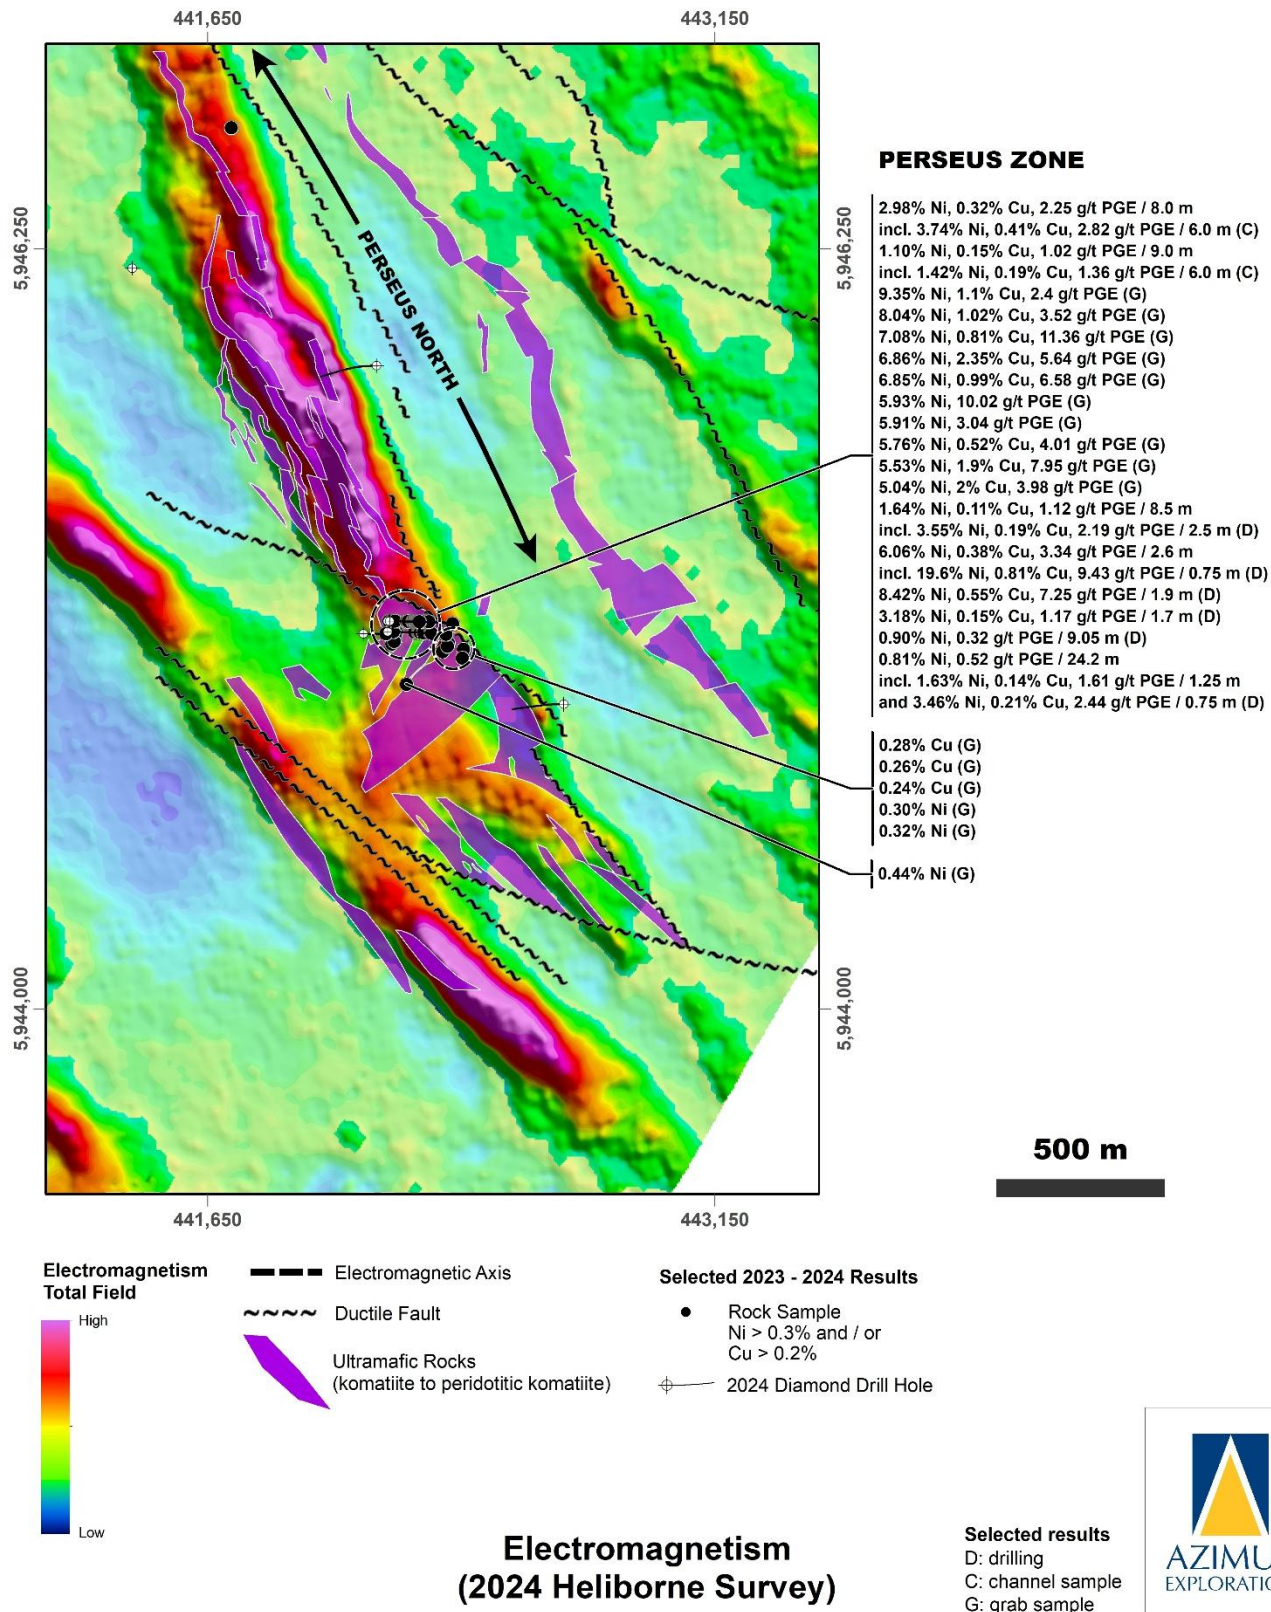 441,650
443,150
5,946,250
5,946,250
PERSEUS NORTH
PERSEUS ZONE
2.98% Ni, 0.32% Cu, 2.25 g/t PGE / 8.0 m
incl. 3.74% Ni, 0.41% Cu, 2.82 g/t PGE / 6.0 m (C)
1.10% Ni, 0.15% Cu, 1.02 g/t PGE / 9.0 m
incl. 1.42% Ni, 0.19% Cu, 1.36 g/t PGE / 6.0 m (C)
9.35% Ni, 1.1% Cu, 2.4 g/t PGE (G)
8.04% Ni, 1.02% Cu, 3.52 g/t PGE (G)
7.08% Ni, 0.81% Cu, 11.36 g/t PGE (G)
6.86% Ni, 2.35% Cu, 5.64 g/t PGE (G)
6.85% Ni, 0.99% Cu, 6.58 g/t PGE (G)
5.93% Ni, 10.02 g/t PGE (G)
5.91% Ni, 3.04 g/t PGE (G)
5.76% Ni, 0.52% Cu, 4.01 g/t PGE (G)
5.53% Ni, 1.9% Cu, 7.95 g/t PGE (G)
5.04% Ni, 2% Cu, 3.98 g/t PGE (G)
1.64% Ni, 0.11% Cu, 1.12 g/t PGE / 8.5 m
incl. 3.55% Ni, 0.19% Cu, 2.19 g/t PGE / 2.5 m (D)
6.06% Ni, 0.38% Cu, 3.34 g/t PGE / 2.6 m
incl. 19.6% Ni, 0.81% Cu, 9.43 g/t PGE / 0.75 m (D)
8.42% Ni, 0.55% Cu, 7.25 g/t PGE / 1.9 m (D)
3.18% Ni, 0.15% Cu, 1.17 g/t PGE / 1.7 m (D)
0.90% Ni, 0.32 g/t PGE / 9.05 m (D)
0.81% Ni, 0.52 g/t PGE / 24.2 m
incl. 1.63% Ni, 0.14% Cu, 1.61 g/t PGE / 1.25 m
and 3.46% Ni, 0.21% Cu, 2.44 g/t PGE / 0.75 m (D)
0.28% Cu (G)
0.26% Cu (G)
0.24% Cu (G)
0.30% Ni (G)
0.32% Ni (G)
0.44% Ni (G)
5,944,000
5,944,000
500 m
441,650
443,150
Electromagnetism
Total Field
High
Low
Electromagnetic Axis
Ductile Fault
Ultramafic Rocks
(komatiite to peridotitic komatiite)
Selected 2023 - 2024 Results
Rock Sample
Ni > 0.3% and / or
Cu > 0.2%
2024 Diamond Drill Hole
Electromagnetism
(2024 Heliborne Survey)
Selected results
D: drilling
C: channel sample
G: grab sample
AZIMU
EXPLORATIO